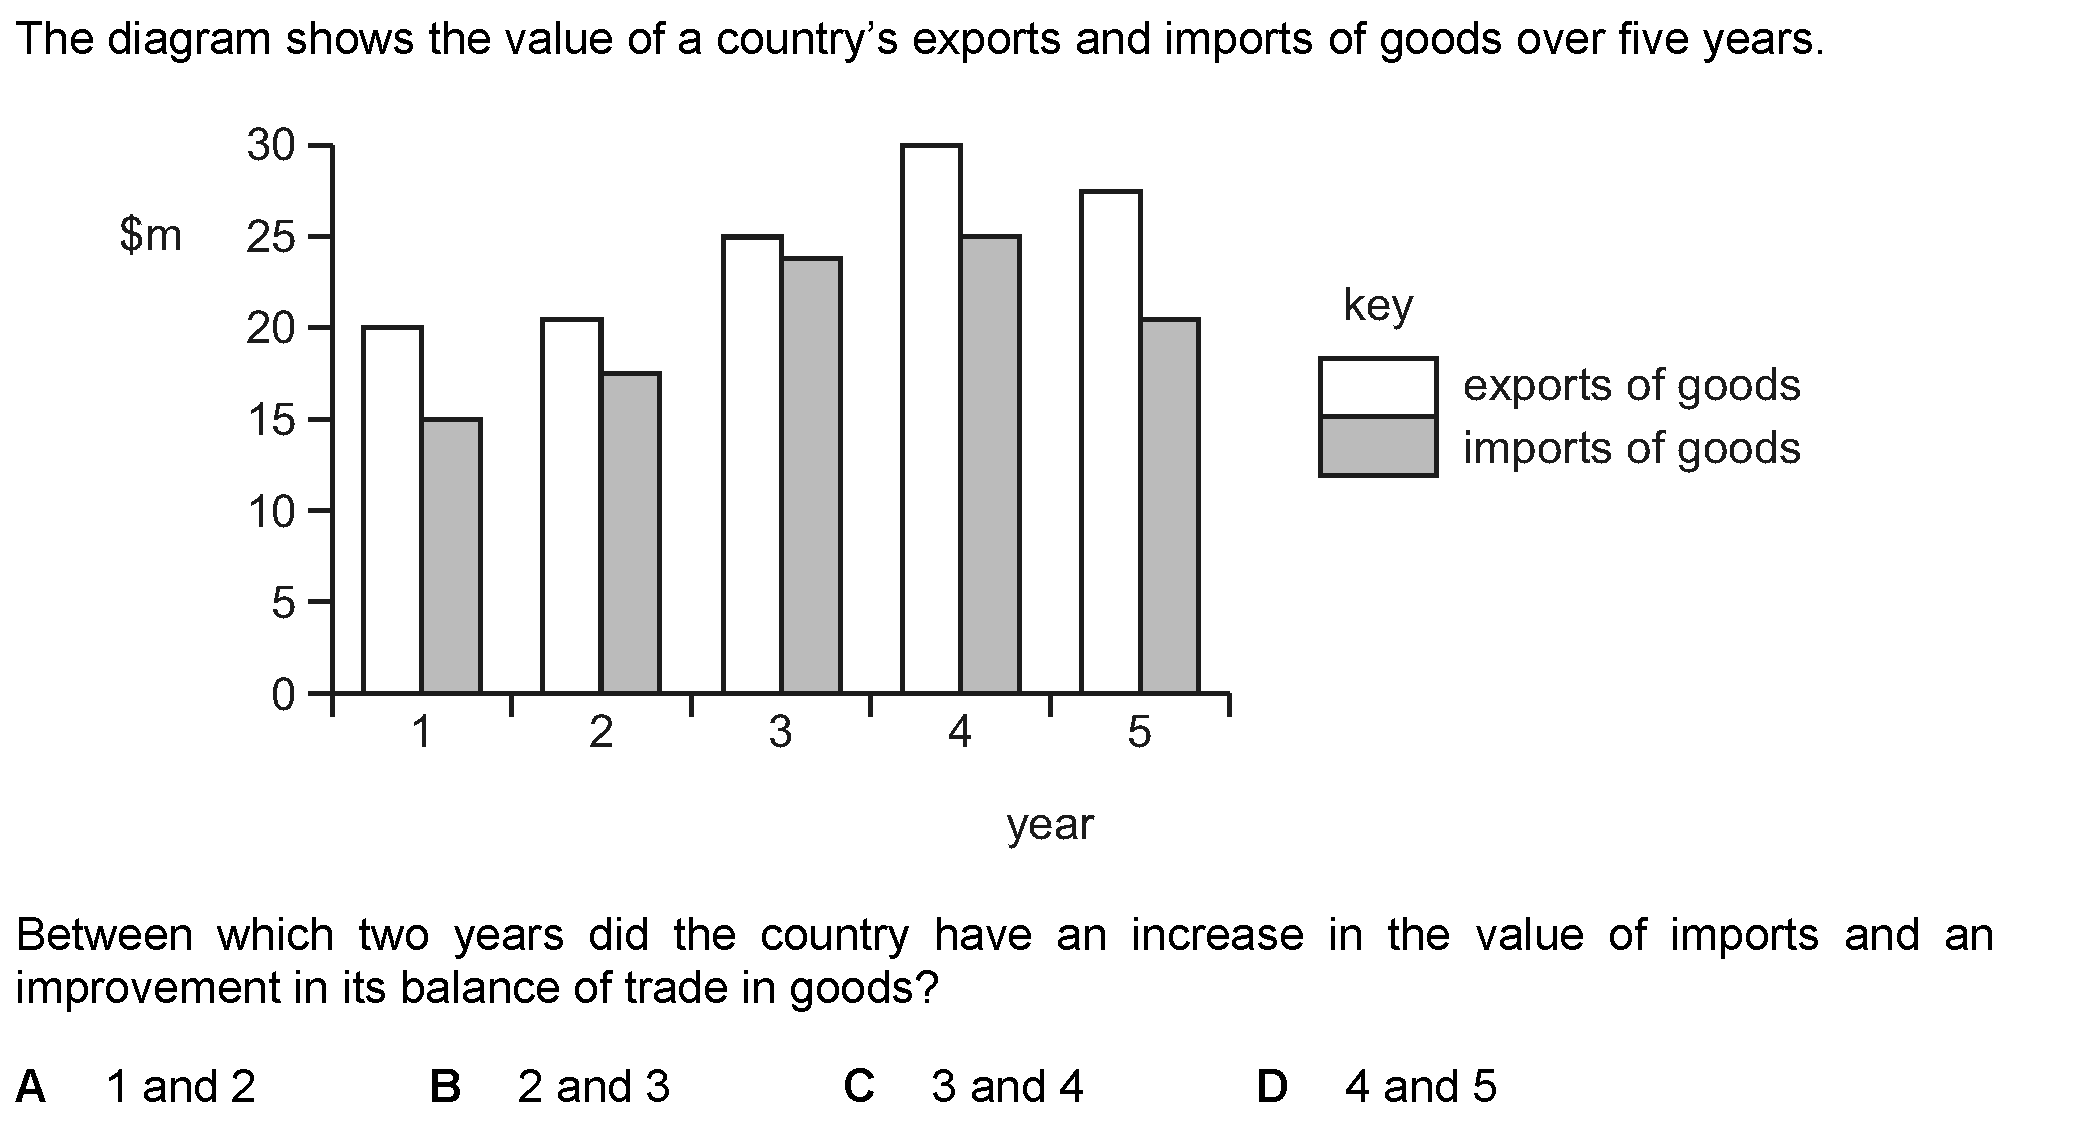 The diagram shows the value of a country’s exports and imports of goods over five years.
30
$m 25
20
15
10
5
0
key
exports of goods
imports of goods
1 2 3 4 5
year
Between which two years did the country have an increase in the value of imports and an
improvement in its balance of trade in goods?
A 1 and 2 B 2 and 3 C 3 and 4 D 4 and 5